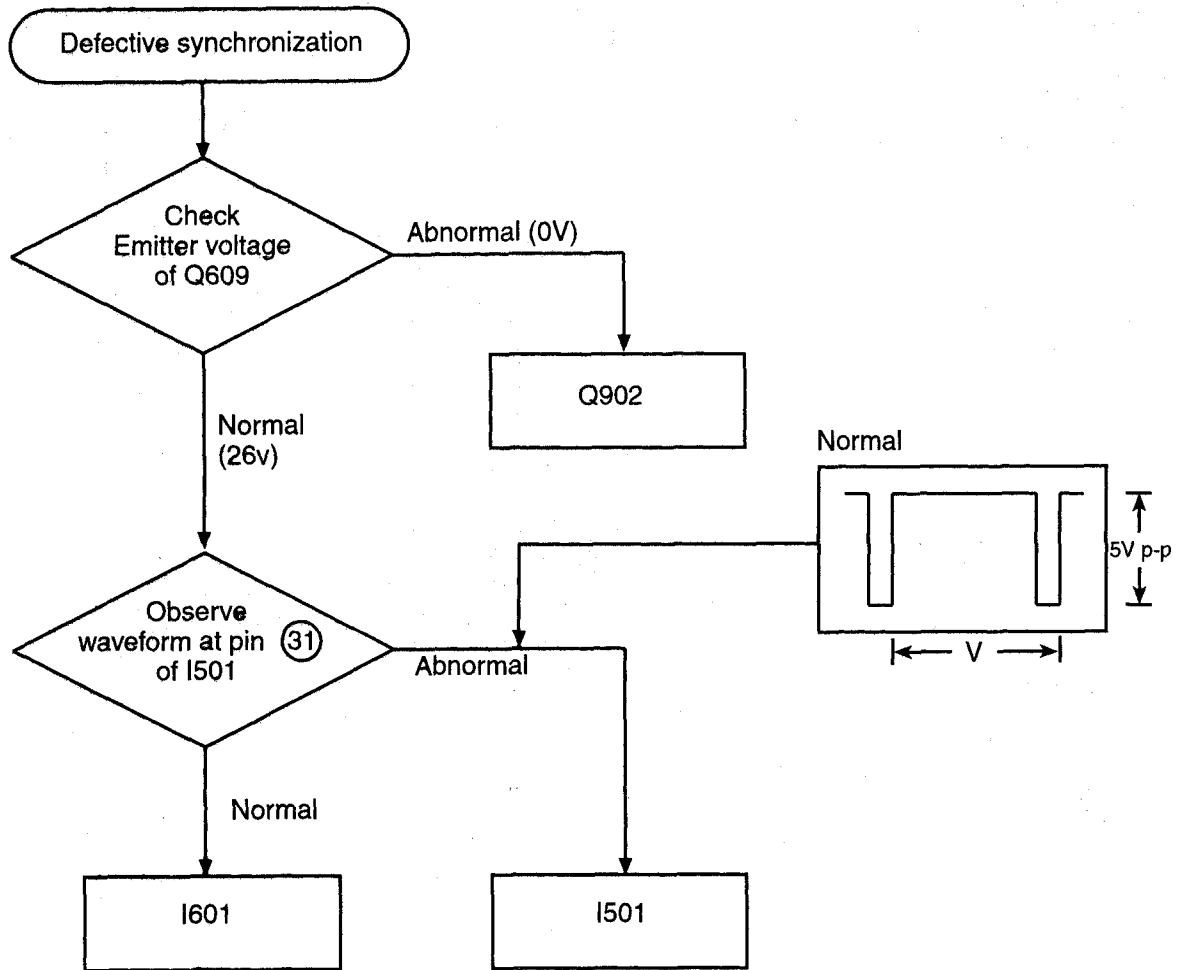 Defective synchronization
Check
Emitter voltage
of Q609
Abnormal (0V)
Q902
Normal
(26v)
Normal
5V p-p
V
Observe
waveform at pin 31
of I501
Abnormal
Normal
I601
I501